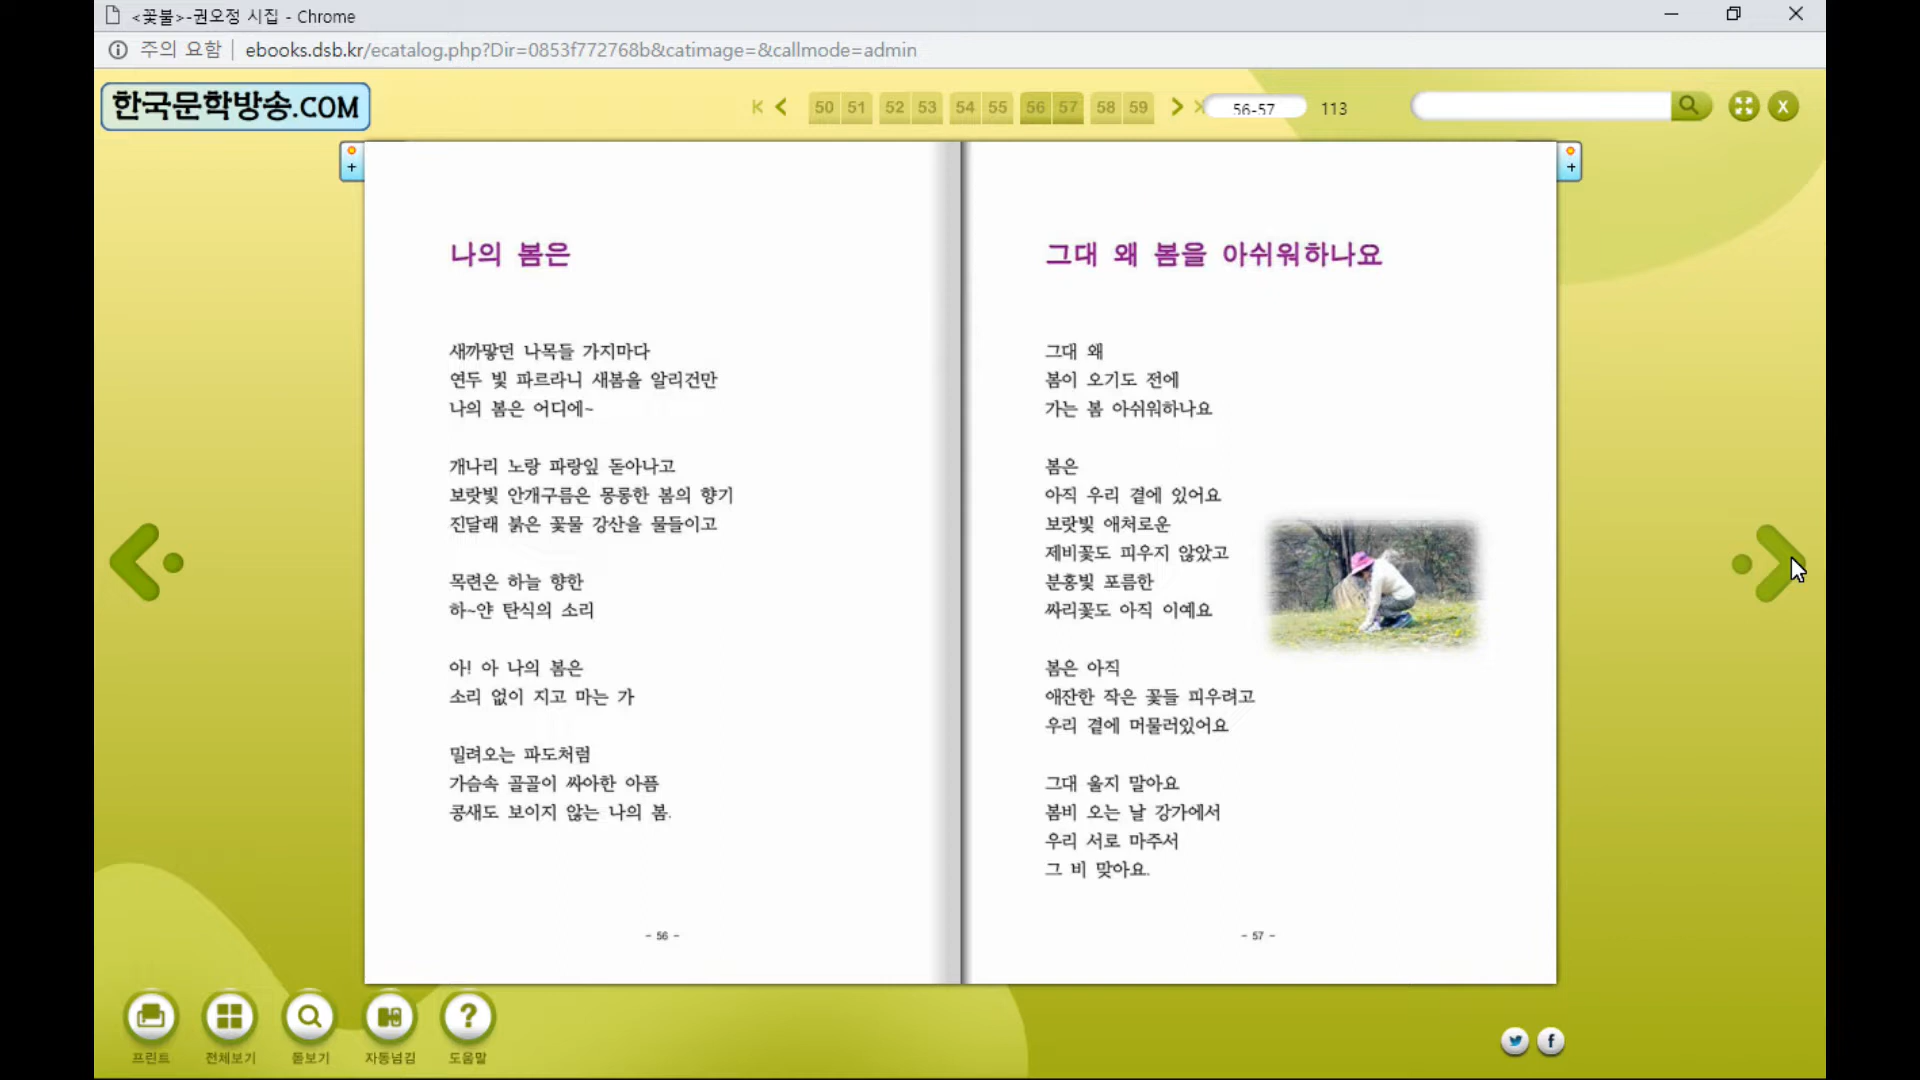 <꽃불>-권오정 시집 - Chrome
주의 요함 | ebooks.dsb.kr/ecatalog.php?Dir=0853f772768b&catimage=&callmode=admin
한국문학방송.COM
50 51 52 53 54 55 56 57 58 59 56-57 113
나의 봄은
새까맣던 나목들 가지마다
연두 빛 파르라니 새봄을 알리건만
나의 봄은 어디에~
개나리 노랑 파랑잎 돋아나고
보랏빛 안개구름은 몽롱한 봄의 향기
진달래 붉은 꽃물 강산을 물들이고
목련은 하늘 향한
하~얀 탄식의 소리
아! 아 나의 봄은
소리 없이 지고 마는 가
밀려오는 파도처럼
가슴속 골골이 싸아한 아픔
콩새도 보이지 않는 나의 봄.
- 56 -
그대 왜 봄을 아쉬워하나요
그대 왜
봄이 오기도 전에
가는 봄 아쉬워하나요
봄은
아직 우리 곁에 있어요
보랏빛 애처로운
제비꽃도 피우지 않았고
분홍빛 포름한
싸리꽃도 아직 이예요
봄은 아직
애잔한 작은 꽃들 피우려고
우리 곁에 머물러있어요
그대 울지 말아요
봄비 오는 날 강가에서
우리 서로 마주서
그 비 맞아요.
- 57 -
프린트 전체보기 돋보기 자동넘김 도움말